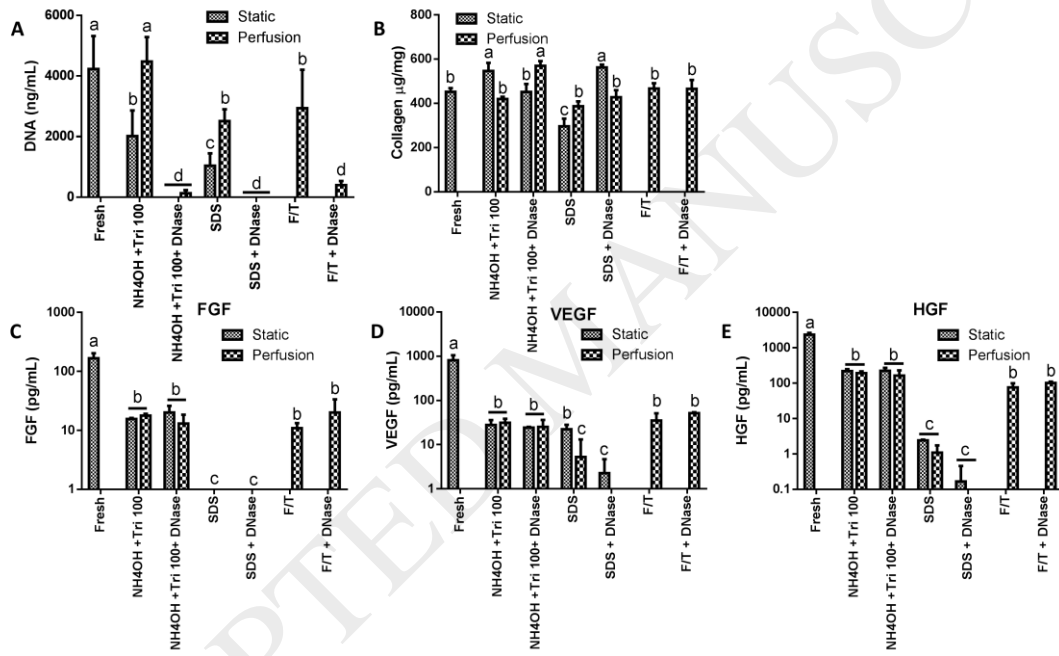 A
6000
4000
2000
0
DNA (ng/mL)
Static
Perfusion
a
b
a
d
c
b
d
b
d
Fresh
NH4OH +Tri 100
NH4OH +Tri 100+ DNase
SDS
SDS + DNase
F/T
F/T + DNase
B
800
600
400
200
0
Collagen µg/mg
Static
Perfusion
b
a
b
b
a
c
b
a
b
b
b
Fresh
NH4OH +Tri 100
NH4OH +Tri 100+ DNase
SDS
SDS + DNase
F/T
F/T + DNase
C
FGF
1000
100
10
1
FGF (pg/mL)
Static
Perfusion
a
b
b
c
c
b
b
Fresh
NH4OH +Tri 100
NH4OH +Tri 100+ DNase
SDS
SDS + DNase
F/T
F/T + DNase
D
VEGF
10000
1000
100
10
1
VEGF (pg/mL)
Static
Perfusion
a
b
b
b
c
c
b
b
Fresh
NH4OH +Tri 100
NH4OH +Tri 100+ DNase
SDS
SDS + DNase
F/T
F/T + DNase
E
HGF
10000
1000
100
10
1
0.1
HGF (pg/mL)
Static
Perfusion
a
b
b
c
c
b
b
Fresh
NH4OH +Tri 100
NH4OH +Tri 100+ DNase
SDS
SDS + DNase
F/T
F/T + DNase
PTED MANUSC